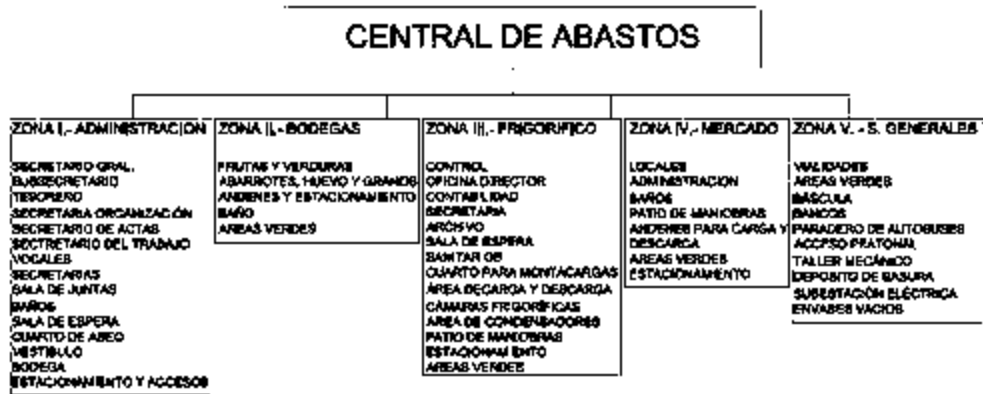 CENTRAL DE ABASTOS
ZONA I,- ADMINISTRACION
SECRETARIO GRAL.
SUBSECRETARIO
TESORERO
SECRETARIA ORGANIZACIÓN
SECRETARIO DE ACTAS
SECTRETARIO DEL TRABAJO
VOCALES
SECRETARIAS
SALA DE JUNTAS
BAÑOS
SALA DE ESPERA
CUARTO DE ASEO
VESTIBULO
BODEGA
ESTACIONAMIENTO Y ACCESOS
ZONA II,- BODEGAS
FRUTAS Y VERDURAS
ABARROTES, HUEVO Y GRANOS
ANDENES Y ESTACIONAMIENTO
BAÑO
AREAS VERDES
ZONA III,- FRIGORIFICO
CONTROL
OFICINA DIRECTOR
CONTABILIDAD
SECRETARIA
ARCHIVO
SALA DE ESPERA
SANITARIOS
CUARTO PARA MONTACARGAS
ÁREA DECARGA Y DESCARGA
CÁMARAS FRIGORÍFICAS
AREA DE CONDENSADORES
PATIO DE MANIOBRAS
ESTACIONAMIENTO
AREAS VERDES
ZONA IV,- MERCADO
LOCALES
ADMINISTRACION
BAÑOS
PATIO DE MANIOBRAS
ANDENES PARA CARGA Y
DESCARGA
AREAS VERDES
ESTACIONAMIENTO
ZONA V. - S. GENERALES
VIALIDADES
AREAS VERDES
BÁSCULA
BANCOS
PARADERO DE AUTOBUSES
ACCESO PEATONAL
TALLER MECÁNICO
DEPOSITO DE BASURA
SUBESTACIÓN ELÉCTRICA
ENVASES VACIOS